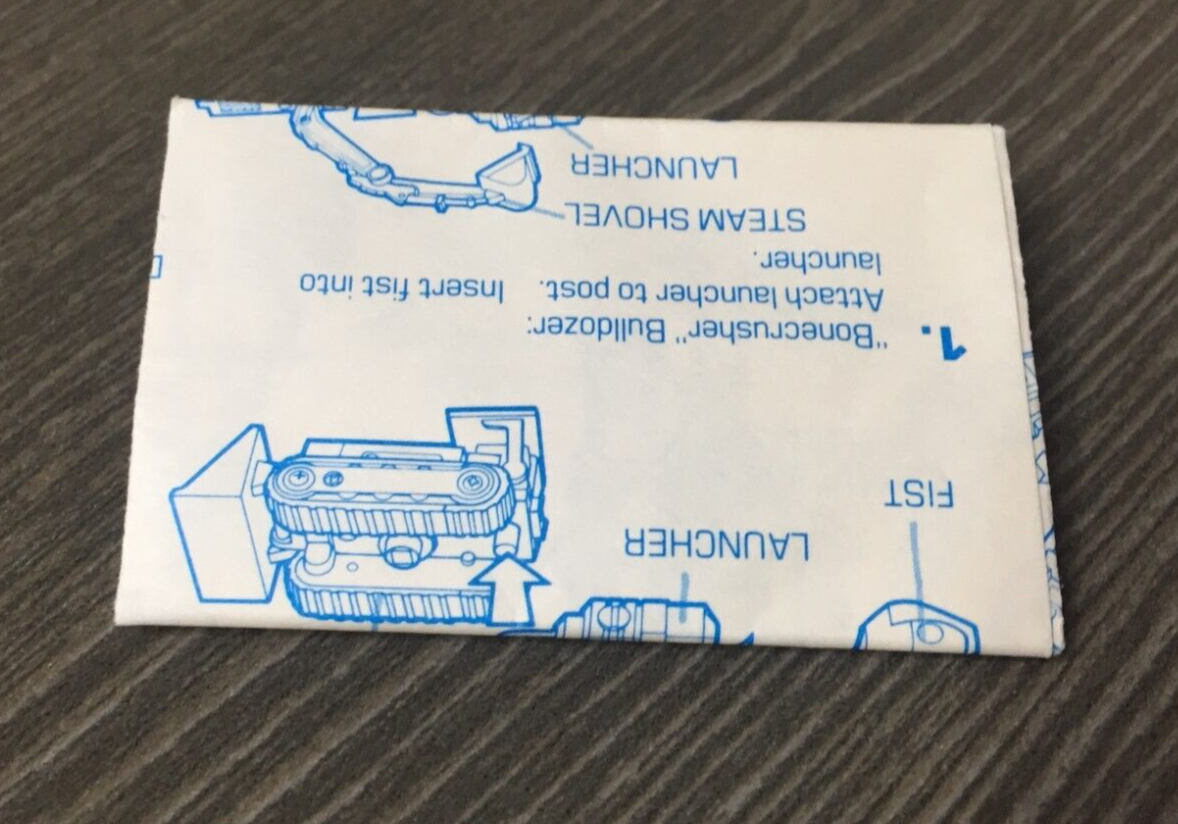 FIST
LAUNCHER
1. "Bonecrusher" Bulldozer:
Attach launcher to post. Insert fist into
launcher.
STEAM SHOVEL
LAUNCHER